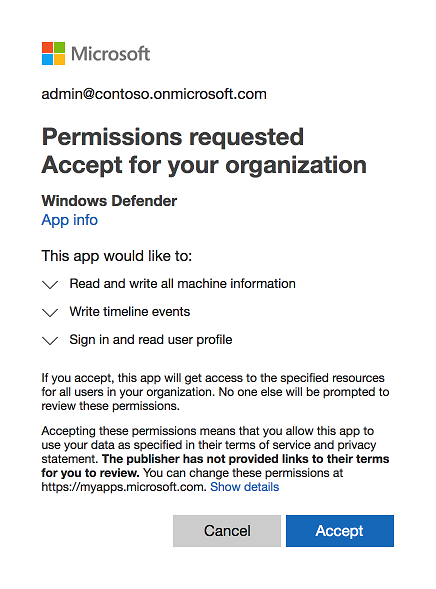 Microsoft
admin@contoso.onmicrosoft.com
Permissions requested
Accept for your organization
Windows Defender
App info
This app would like to:
Read and write all machine information
Write timeline events
Sign in and read user profile
If you accept, this app will get access to the specified resources
for all users in your organization. No one else will be prompted to
review these permissions.
Accepting these permissions means that you allow this app to
use your data as specified in their terms of service and privacy
statement. The publisher has not provided links to their terms
for you to review. You can change these permissions at
https://myapps.microsoft.com. Show details
Cancel Accept